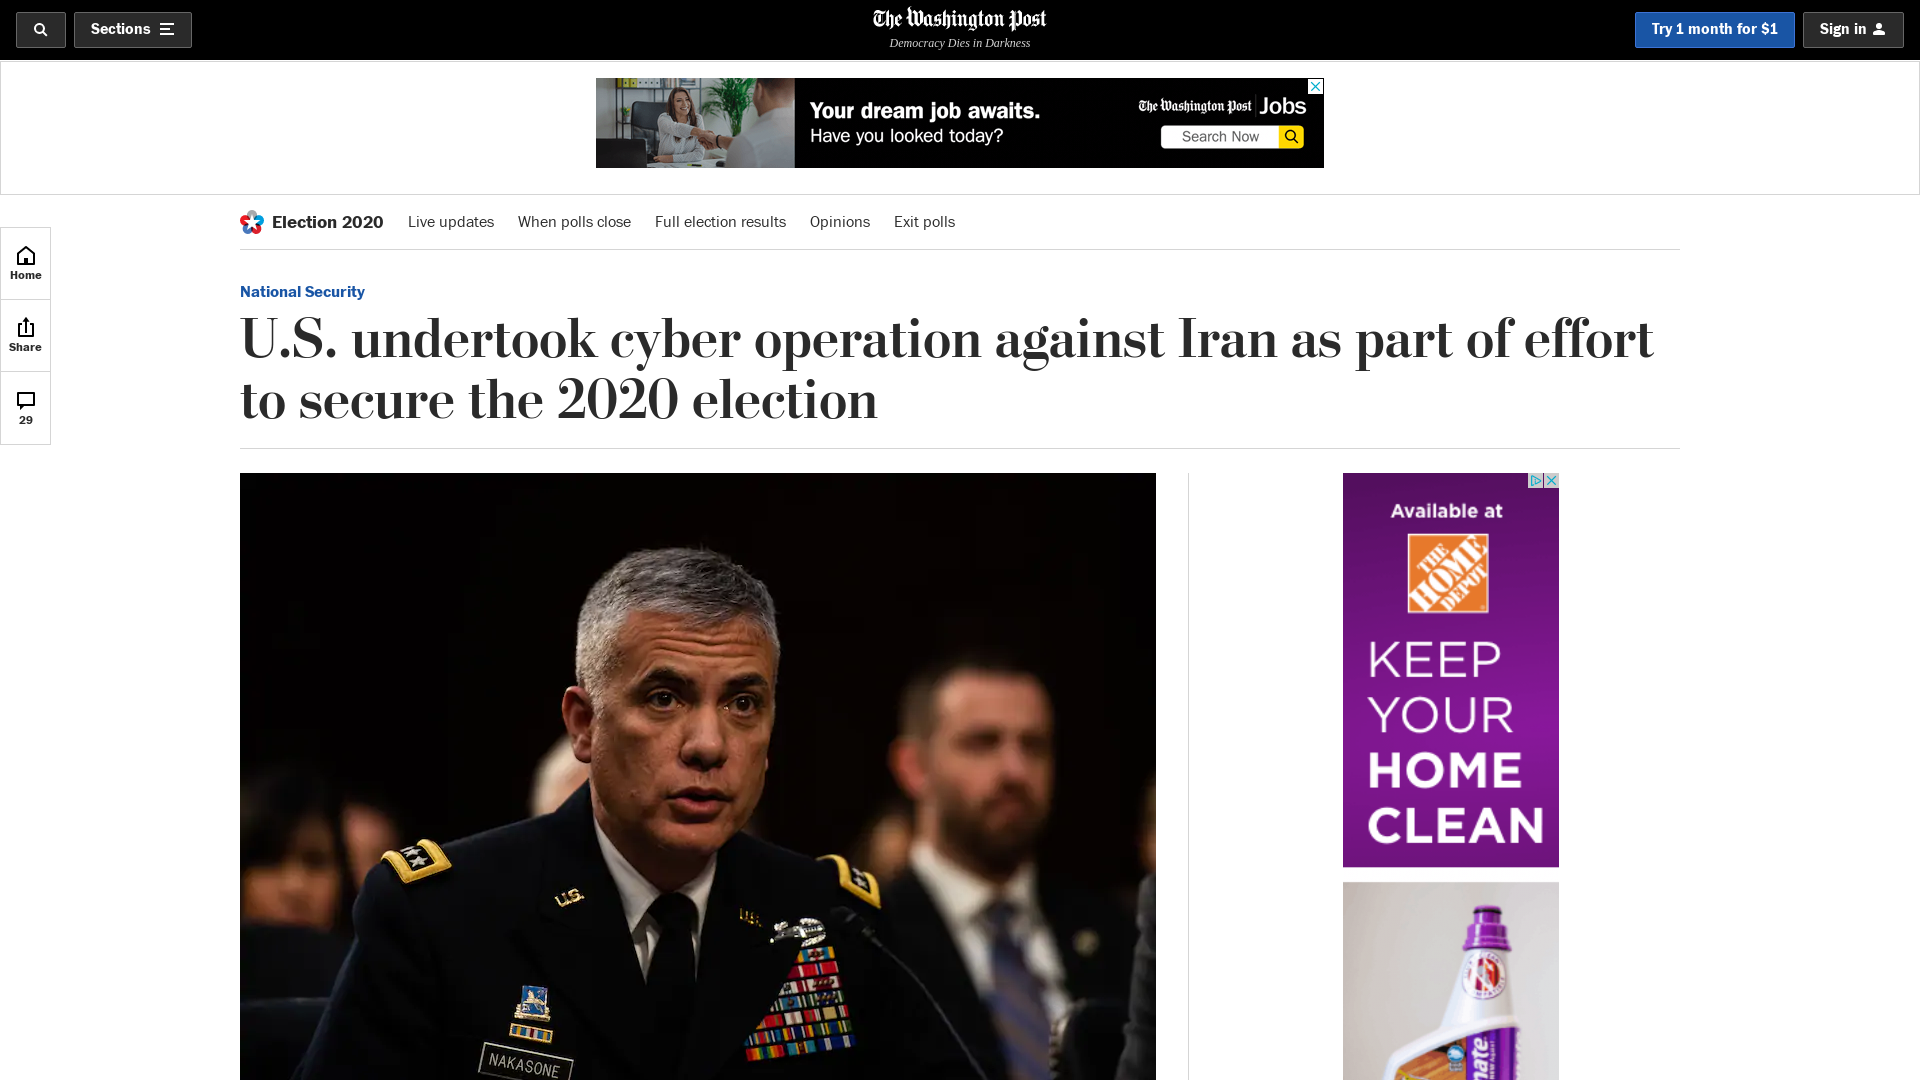 Sections
The Washington Post
Democracy Dies in Darkness
Try 1 month for $1
Sign in
Your dream job awaits.
Have you looked today?
The Washington Post Jobs
Search Now
Election 2020
Live updates
When polls close
Full election results
Opinions
Exit polls
Home
Share
29
National Security
U.S. undertook cyber operation against Iran as part of effort
to secure the 2020 election
U.S.
U.S.
NAKASONE
Available at
THE
HOME
DEPOT
KEEP
YOUR
HOME
CLEAN